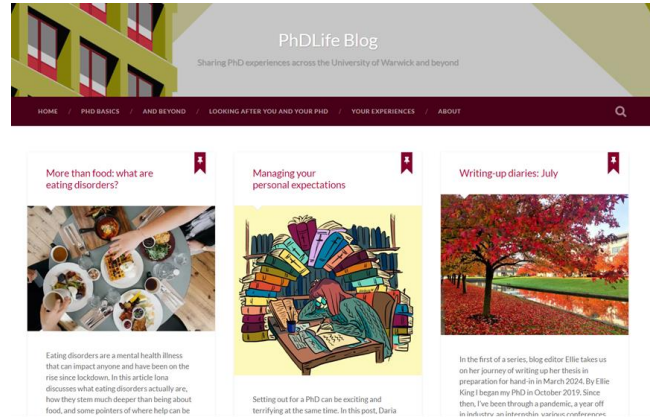 PhDLife Blog
Sharing PhD experiences across the University of Warwick and beyond
HOME / PHD BASICS / AND BEYOND / LOOKING AFTER YOU AND YOUR PHD / YOUR EXPERIENCES / ABOUT
More than food: what are
eating disorders?
Eating disorders are a mental health illness
that can impact anyone and have been on the
rise since lockdown. In this article Iona
discusses what eating disorders actually are,
how they stem much deeper than being about
food, and some pointers of where help can be
Managing your
personal expectations
Setting out for a PhD can be exciting and
terrifying at the same time. In this post, Daria
Writing-up diaries: July
In the first of a series, blog editor Ellie takes us
on her journey of writing up her thesis in
preparation for hand-in in March 2024. By Ellie
King I began my PhD in October 2019. Since
then, I've been through a pandemic, a year off
in industry, an internship, various conferences,